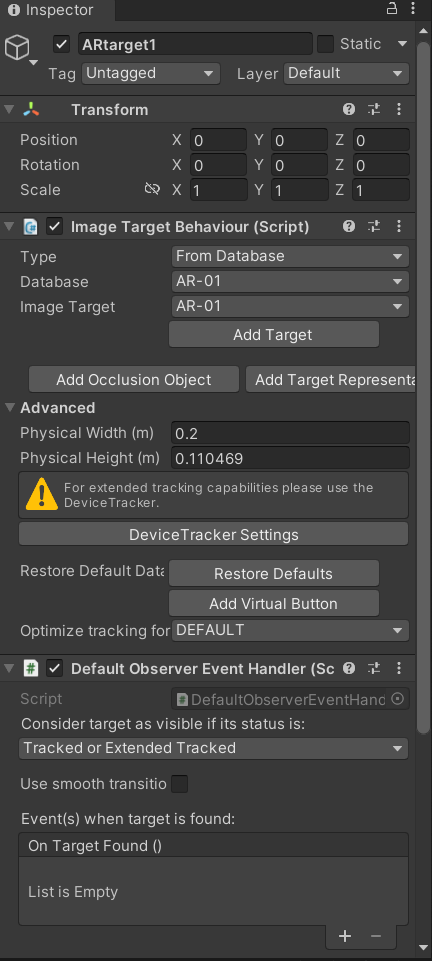 Inspector
ARtarget1 Static
Tag Untagged Layer Default
Transform
Position X 0 Y 0 Z 0
Rotation X 0 Y 0 Z 0
Scale X 1 Y 1 Z 1
Image Target Behaviour (Script)
Type From Database
Database AR-01
Image Target AR-01
Add Target
Add Occlusion Object Add Target Representa
Advanced
Physical Width (m) 0.2
Physical Height (m) 0.110469
For extended tracking capabilities please use the
DeviceTracker.
DeviceTracker Settings
Restore Default Data Restore Defaults
Add Virtual Button
Optimize tracking for DEFAULT
Default Observer Event Handler (Sc
Script DefaultObserverEventHand
Consider target as visible if its status is:
Tracked or Extended Tracked
Use smooth transitio
Event(s) when target is found:
On Target Found ()
List is Empty